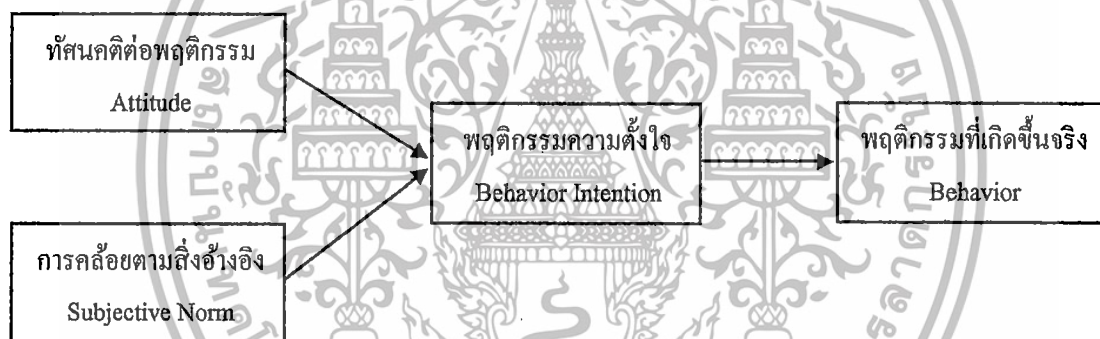 ทัศนคติต่อพฤติกรรม
Attitude
การคล้อยตามสิ่งอ้างอิง
Subjective Norm
พฤติกรรมความตั้งใจ
Behavior Intention
พฤติกรรมที่เกิดขึ้นจริง
Behavior